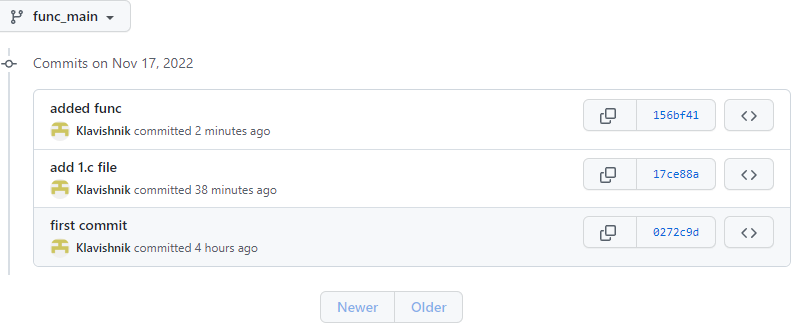 func_main
Commits on Nov 17, 2022
added func
Klavishnik committed 2 minutes ago
156bf41
add 1.c file
Klavishnik committed 38 minutes ago
17ce88a
first commit
Klavishnik committed 4 hours ago
0272c9d
Newer Older